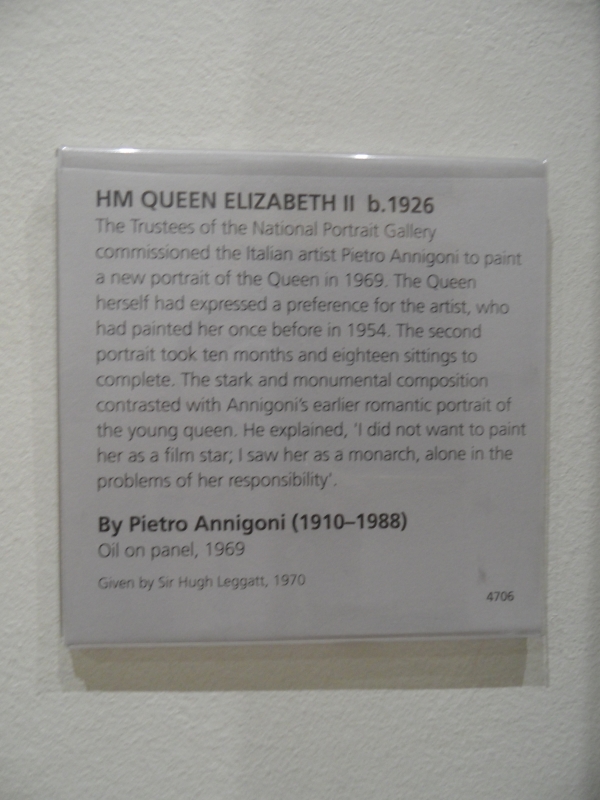 HM QUEEN ELIZABETH II b.1926
The Trustees of the National Portrait Gallery
commissioned the Italian artist Pietro Annigoni to paint
a new portrait of the Queen in 1969. The Queen
herself had expressed a preference for the artist, who
had painted her once before in 1954. The second
portrait took ten months and eighteen sittings to
complete. The stark and monumental composition
contrasted with Annigoni's earlier romantic portrait of
the young queen. He explained, 'I did not want to paint
her as a film star; I saw her as a monarch, alone in the
problems of her responsibility'.
By Pietro Annigoni (1910–1988)
Oil on panel, 1969
Given by Sir Hugh Leggatt, 1970
4706